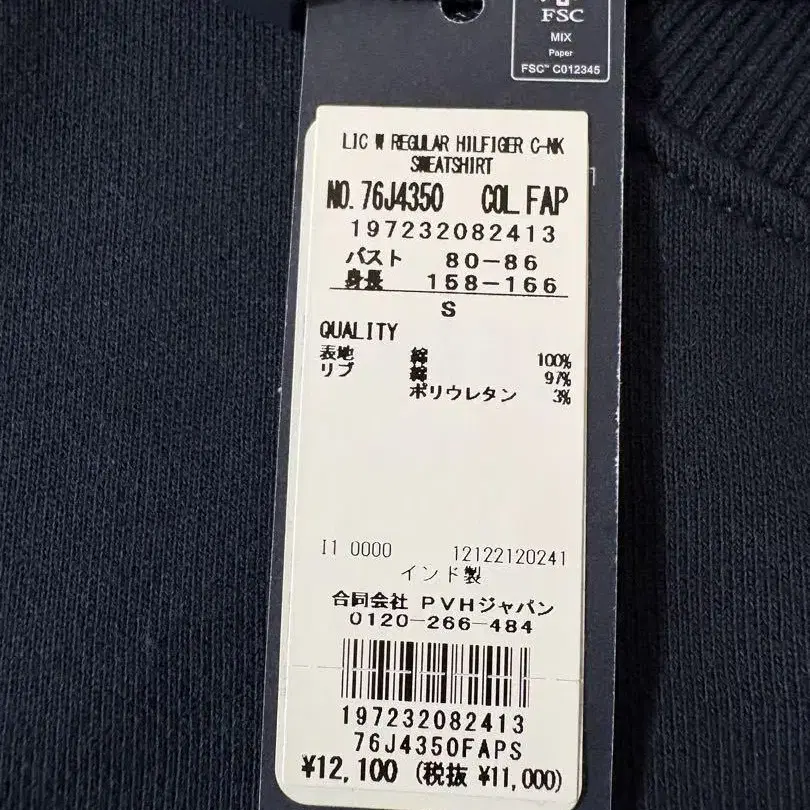 FSC
MIX
Paper
FSC™ C012345
LIC W REGULAR HILFIGER C-NK
SWEATSHIRT
NO. 76J4350 COL FAP
197232082413
バスト 80-86
身長 158-166
S
QUALITY
表地 綿 100%
リブ 綿 97%
ポリウレタン 3%
I1 0000 12122120241
インド製
合同会社 PVHジャパン
0120-266-484
197232082413
76J4350FAPS
¥12,100 (税抜 ¥11,000)